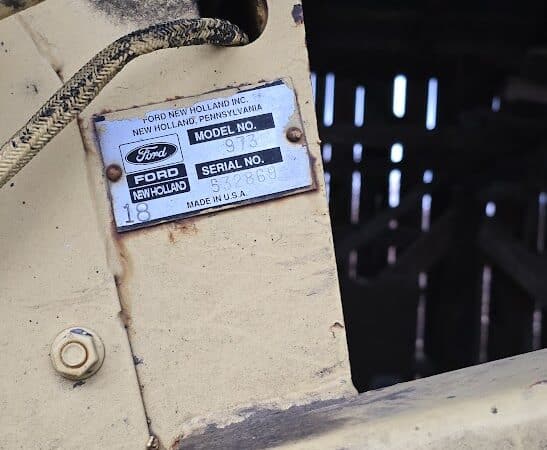 FORD NEW HOLLAND INC.
NEW HOLLAND, PENNSYLVANIA
MODEL NO.
973
Ford
FORD
NEW HOLLAND
SERIAL NO.
532869
18
MADE IN U.S.A.